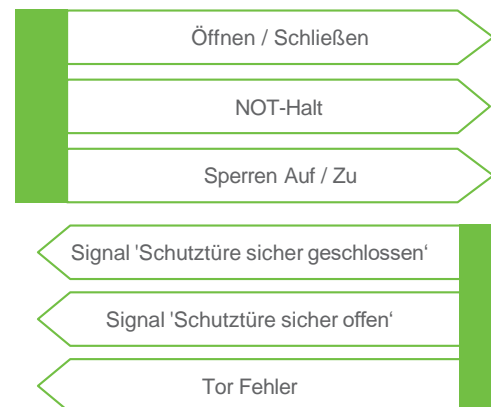 Öffnen / Schließen
NOT-Halt
Sperren Auf / Zu
Signal 'Schutztüre sicher geschlossen‘
Signal 'Schutztüre sicher offen‘
Tor Fehler